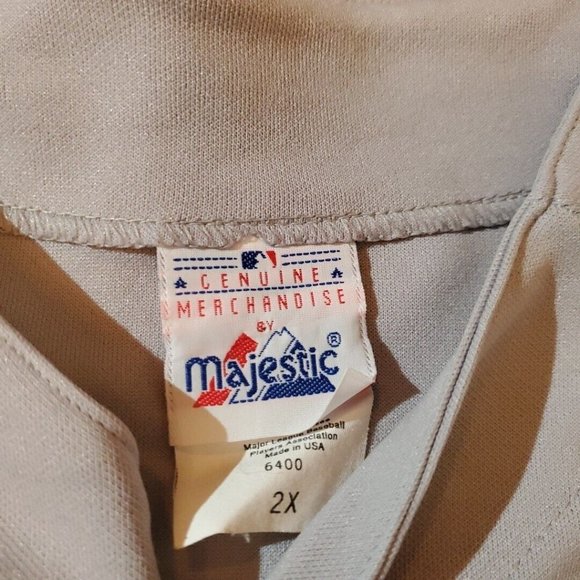 GENUINE
MERCHANDISE
BY
Majestic®
Major League Baseball
Players Association
Made in USA
6400
2X